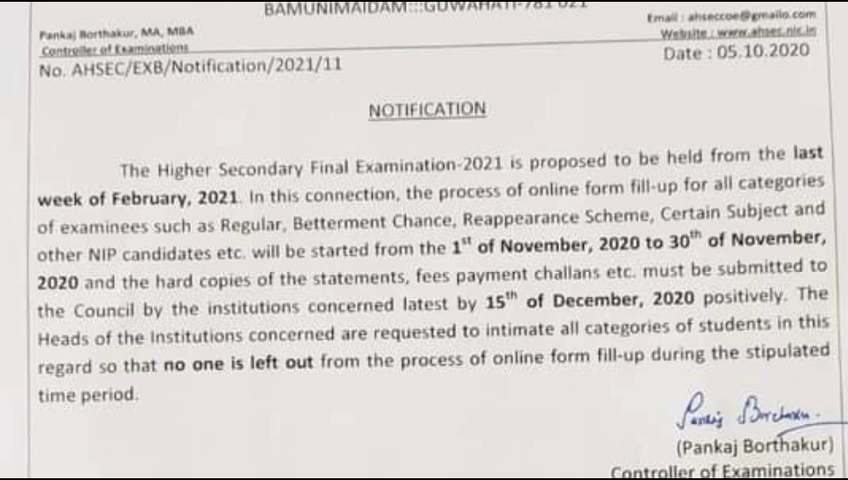 BAMUNIMAIDAM:::GUWAHATI-781 021
Pankaj Borthakur, MA, MBA
Controller of Examinations
Email : ahseccoe@gmailo.com
Website : www.ahsec.nic.in
No. AHSEC/EXB/Notification/2021/11
Date : 05.10.2020
NOTIFICATION
The Higher Secondary Final Examination-2021 is proposed to be held from the last
week of February, 2021. In this connection, the process of online form fill-up for all categories
of examinees such as Regular, Betterment Chance, Reappearance Scheme, Certain Subject and
other NIP candidates etc. will be started from the 1st of November, 2020 to 30th of November,
2020 and the hard copies of the statements, fees payment challans etc. must be submitted to
the Council by the institutions concerned latest by 15th of December, 2020 positively. The
Heads of the Institutions concerned are requested to intimate all categories of students in this
regard so that no one is left out from the process of online form fill-up during the stipulated
time period.
Pankaj Borthakur.
(Pankaj Borthakur)
Controller of Examinations